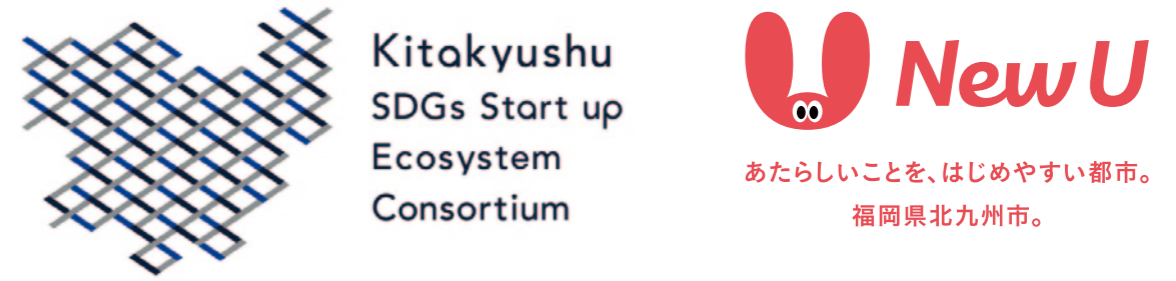 Kitakyushu
SDGs Start up
Ecosystem
Consortium
New U
あたらしいことを、はじめやすい都市。
福岡県北九州市。